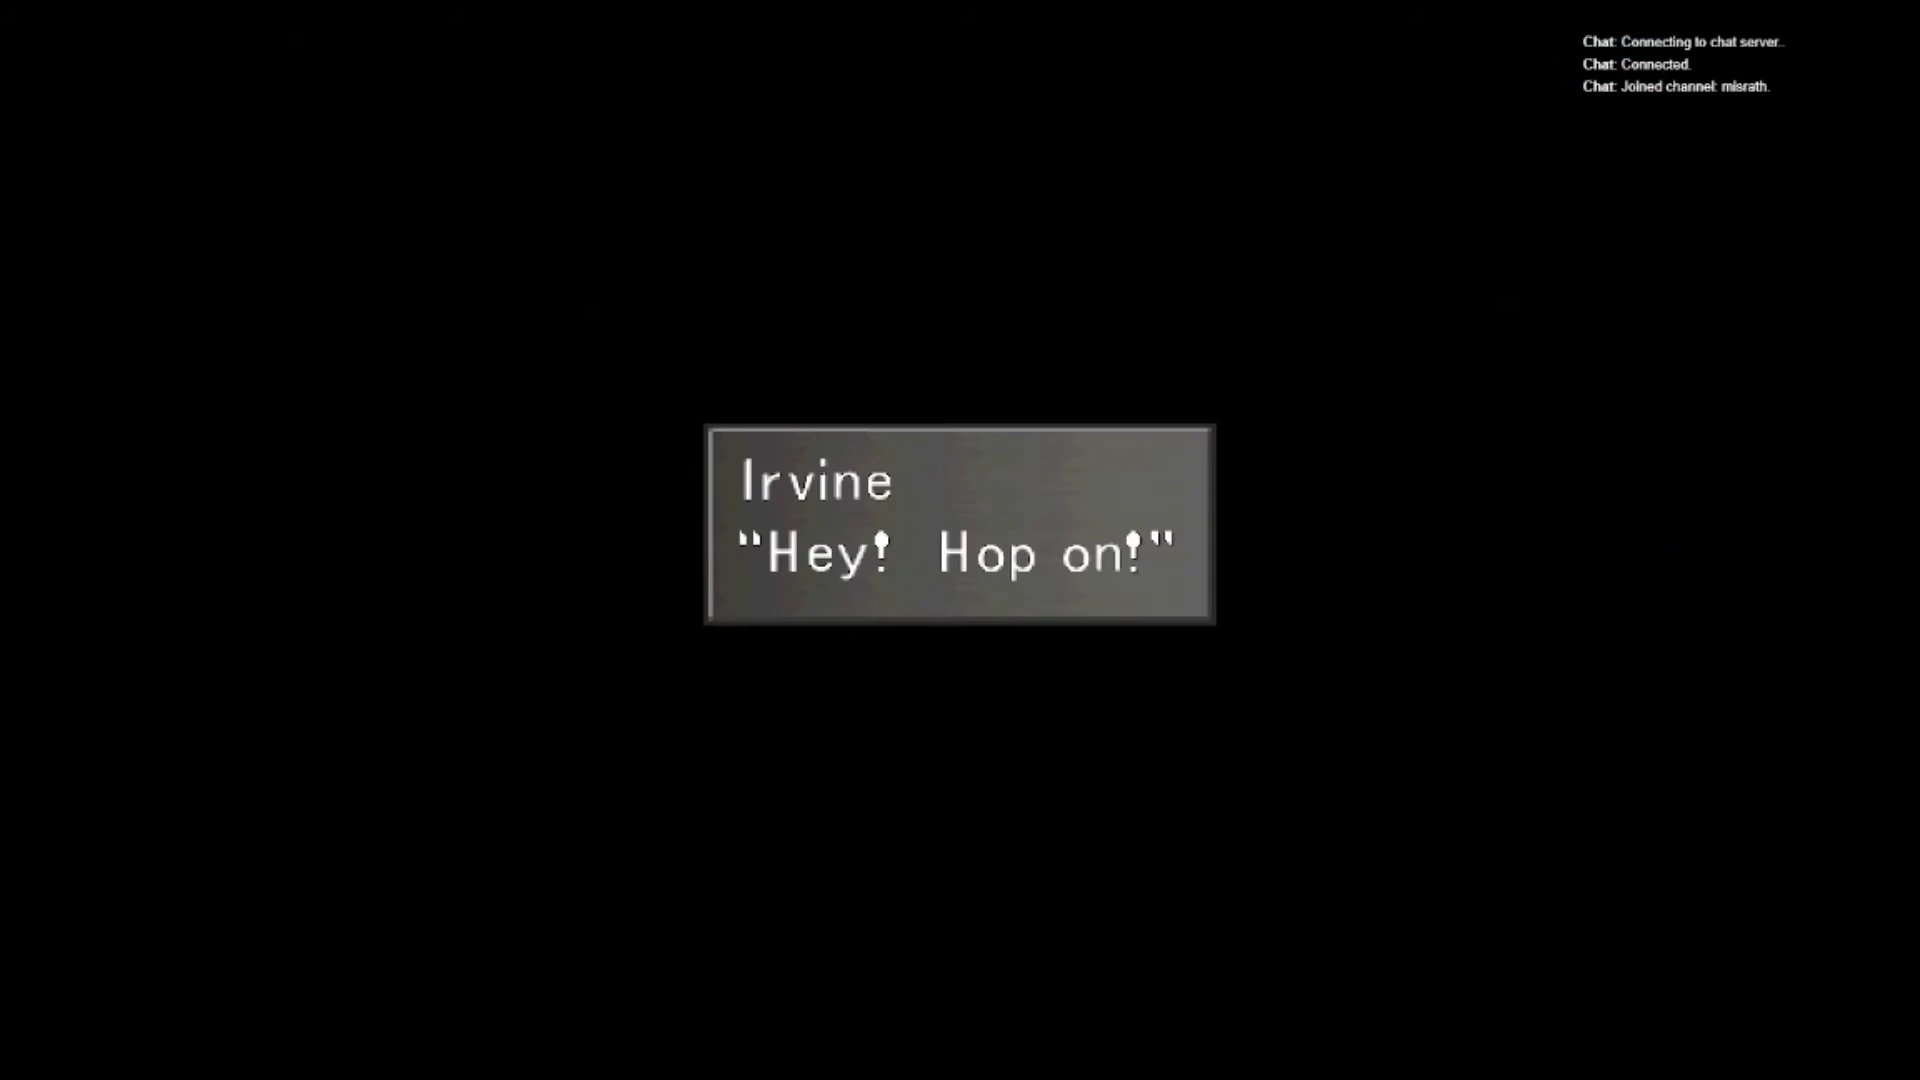 Chat: Connecting to chat server..
Chat: Connected.
Chat: Joined channel: misrath.
Irvine
“Hey!  Hop on!”